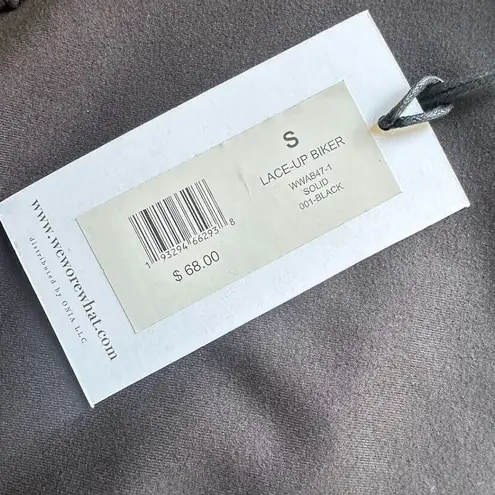 S
LACE-UP BIKER
WWAB47-1
SOLID
001-BLACK
1 93294 66293 8
$ 68.00
www.weworewhat.com
distributed by ONIA LLC